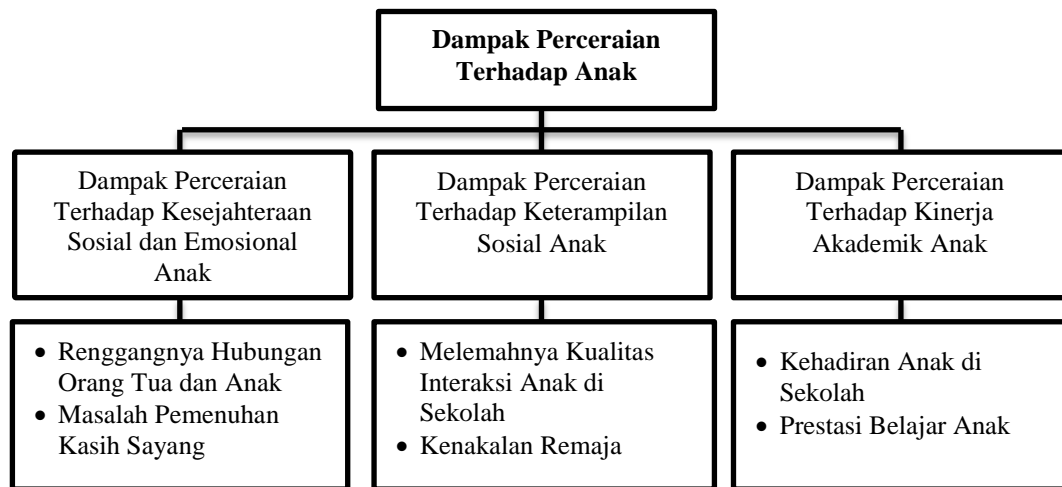 Dampak Perceraian
Terhadap Anak
Dampak Perceraian
Terhadap Kesejahteraan
Sosial dan Emosional
Anak
Dampak Perceraian
Terhadap Keterampilan
Sosial Anak
Dampak Perceraian
Terhadap Kinerja
Akademik Anak
• Renggangnya Hubungan
Orang Tua dan Anak
• Masalah Pemenuhan
Kasih Sayang
• Melemahnya Kualitas
Interaksi Anak di
Sekolah
• Kenakalan Remaja
• Kehadiran Anak di
Sekolah
• Prestasi Belajar Anak